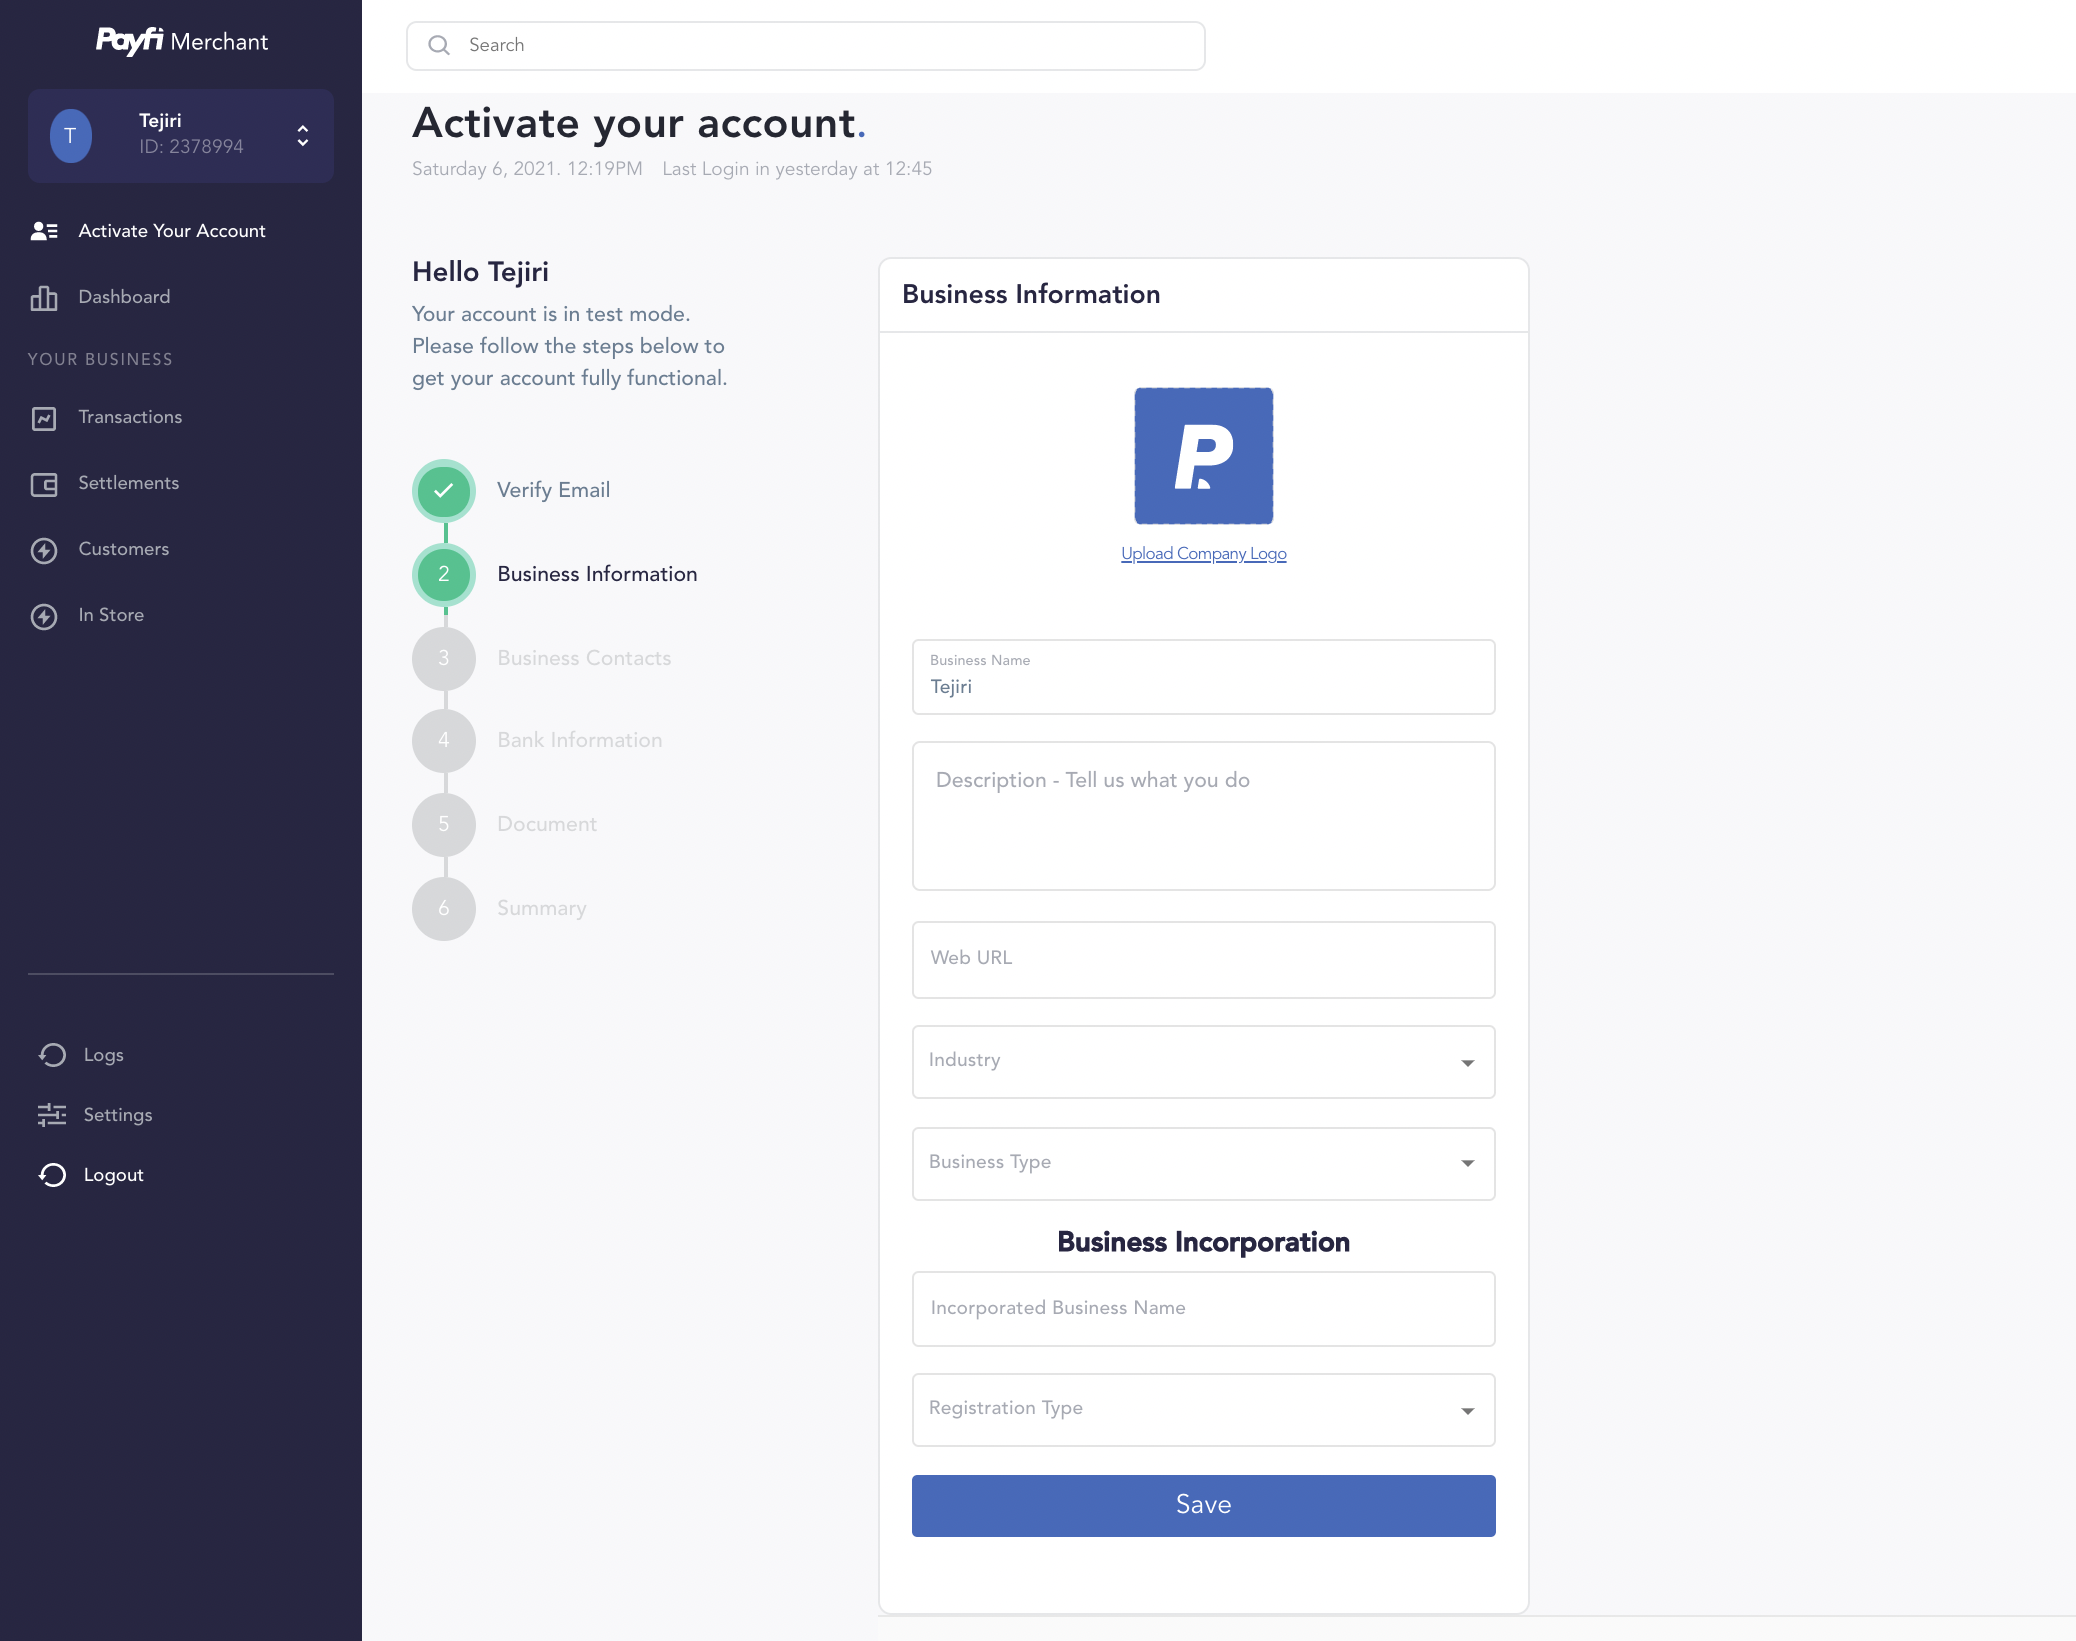 Payfi Merchant
T
Tejiri
ID: 2378994
Activate Your Account
Dashboard
YOUR BUSINESS
Transactions
Settlements
Customers
In Store
Logs
Settings
Logout
Search
Activate your account.
Saturday 6, 2021. 12:19PM Last Login in yesterday at 12:45
Hello Tejiri
Your account is in test mode.
Please follow the steps below to
get your account fully functional.
Verify Email
2 Business Information
3 Business Contacts
4 Bank Information
5 Document
6 Summary
Business Information
P
Upload Company Logo
Business Name
Tejiri
Description - Tell us what you do
Web URL
Industry
Business Type
Business Incorporation
Incorporated Business Name
Registration Type
Save